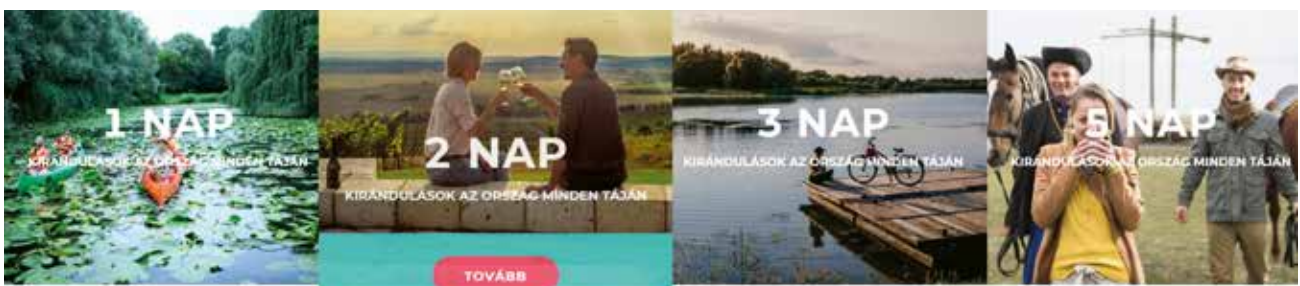 1 NAP
KIRÁNDULÁSOK AZ ORSZÁG MINDEN TÁJÁN
2 NAP
KIRÁNDULÁSOK AZ ORSZÁG MINDEN TÁJÁN
TOVÁBB
3 NAP
KIRÁNDULÁSOK AZ ORSZÁG MINDEN TÁJÁN
5 NAP
KIRÁNDULÁSOK AZ ORSZÁG MINDEN TÁJÁN